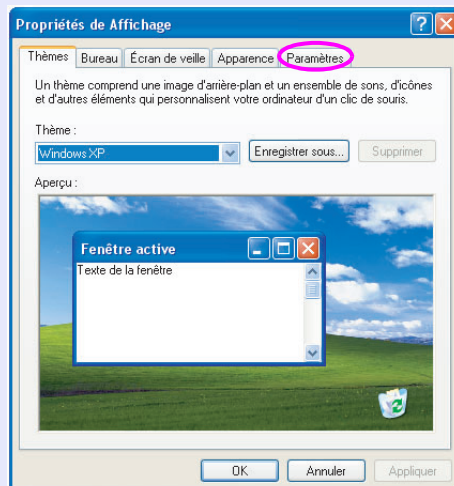 Propriétés de Affichage
Thèmes Bureau Écran de veille Apparence Paramètres
Un thème comprend une image d'arrière-plan et un ensemble de sons, d'icônes
et d'autres éléments qui personnalisent votre ordinateur d'un clic de souris.
Thème :
Windows XP Enregistrer sous... Supprimer
Aperçu :
Fenêtre active
Texte de la fenêtre
OK Annuler Appliquer